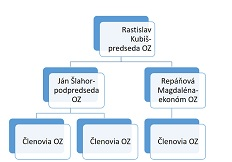 Rastislav
Kubiš-
predseda OZ
Ján Šlahor-
podpredseda
OZ
Repáňová
Magdaléna-
ekonóm OZ
Členovia OZ
Členovia OZ
Členovia OZ